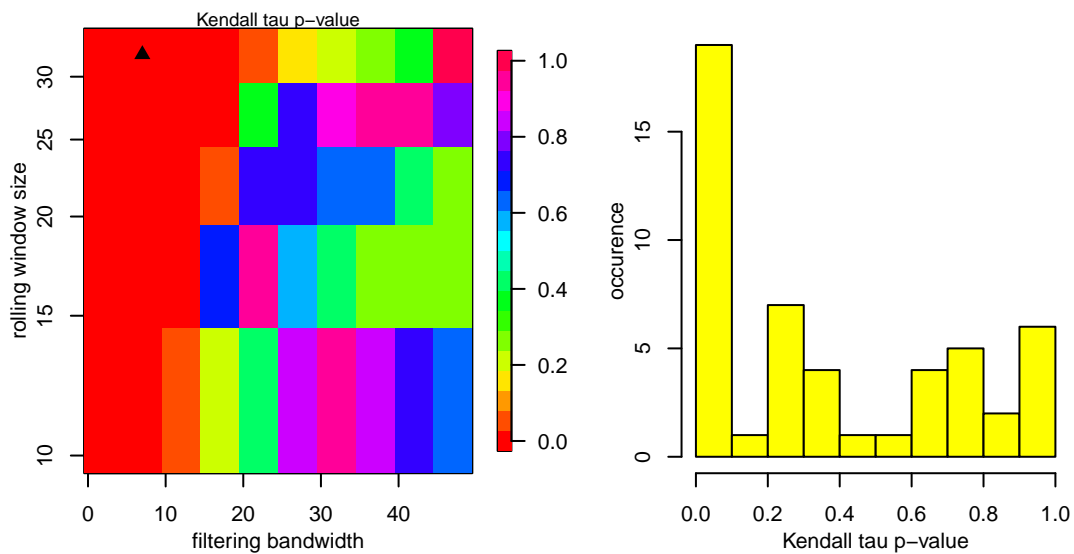 Kendall tau p−value
rolling window size
30
25
20
15
10
0 10 20 30 40
filtering bandwidth
1.0
0.8
0.6
0.4
0.2
0.0
occurence
15
10
5
0
0.0 0.2 0.4 0.6 0.8 1.0
Kendall tau p−value